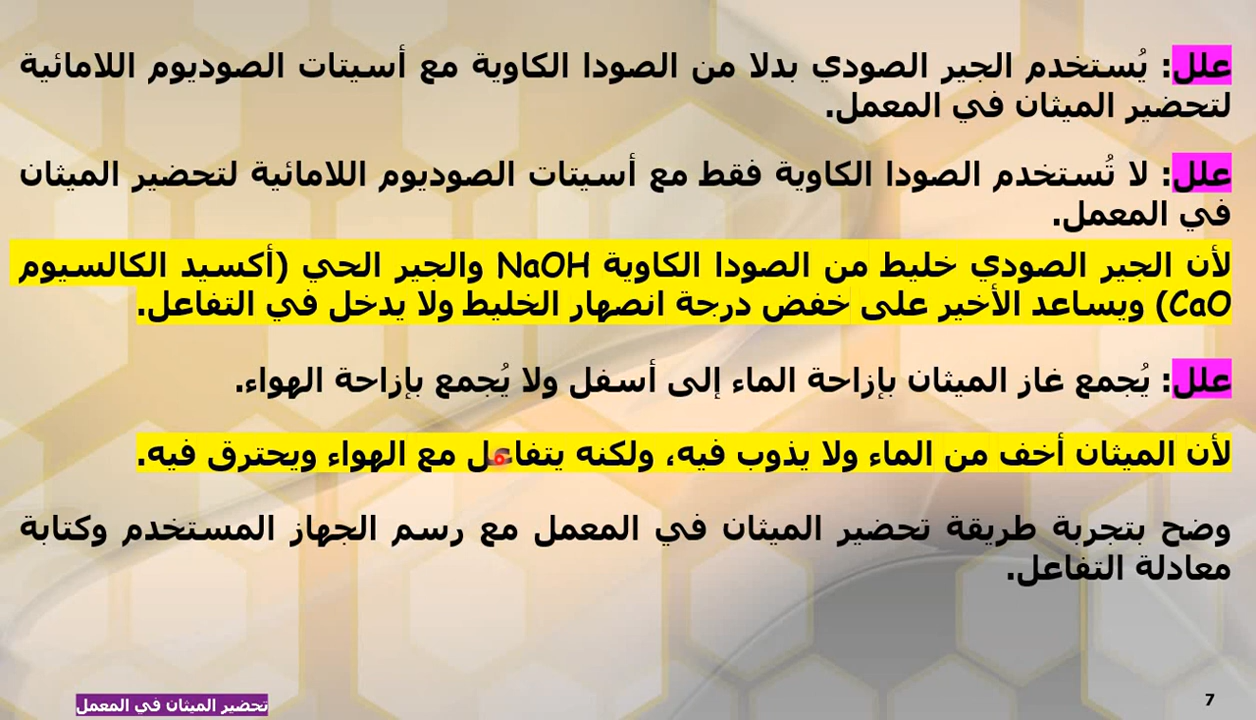 علل: يُستخدم الجير الصودي بدلا من الصودا الكاوية مع أسيتات الصوديوم اللامائية
لتحضير الميثان في المعمل.
علل: لا تُستخدم الصودا الكاوية فقط مع أسيتات الصوديوم اللامائية لتحضير الميثان
في المعمل.
لأن الجير الصودي خليط من الصودا الكاوية NaOH والجير الحي (أكسيد الكالسيوم
CaO) ويساعد الأخير على خفض درجة انصهار الخليط ولا يدخل في التفاعل.
علل: يُجمع غاز الميثان بإزاحة الماء إلى أسفل ولا يُجمع بإزاحة الهواء.
لأن الميثان أخف من الماء ولا يذوب فيه، ولكنه يتفاعل مع الهواء ويحترق فيه.
وضح بتجربة طريقة تحضير الميثان في المعمل مع رسم الجهاز المستخدم وكتابة
معادلة التفاعل.
تحضير الميثان في المعمل
7